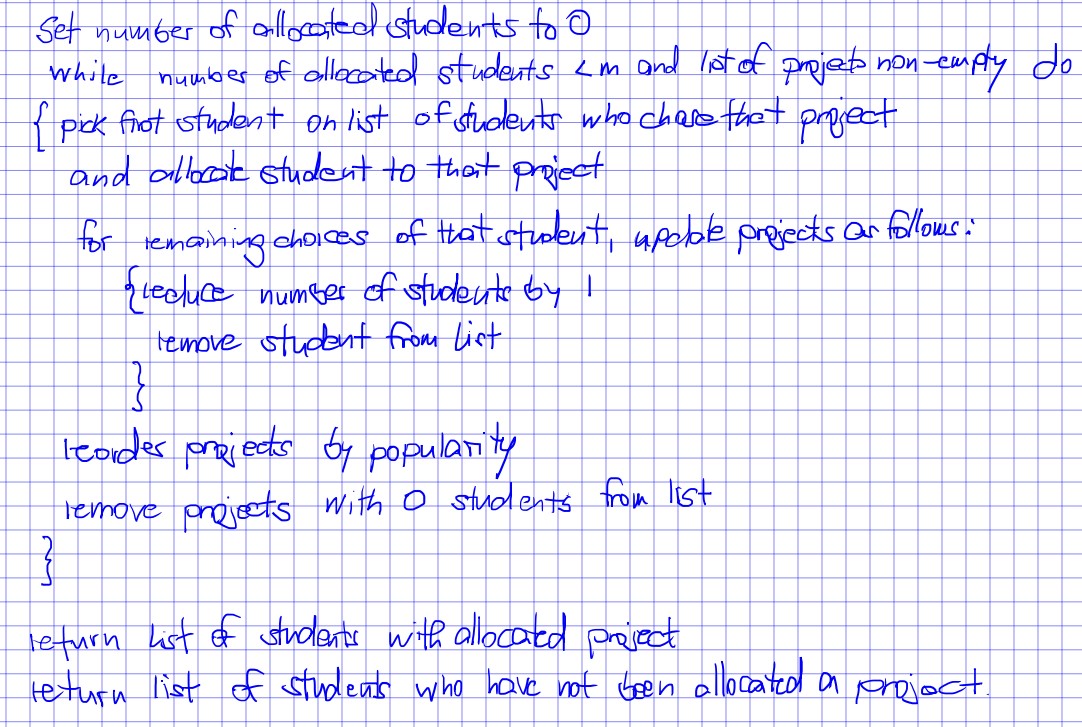 Set number of allocated students to 0
while number of allocated students < m and list of projects non-empty do
{ pick first student on list of students who chose that project
and allocate student to that project
for remaining choices of that student, update projects as follows:
{ reduce number of students by 1
remove student from list
}
reorder projects by popularity
remove projects with 0 students from list
}
return list of students with allocated project
return list of students who have not been allocated a project.